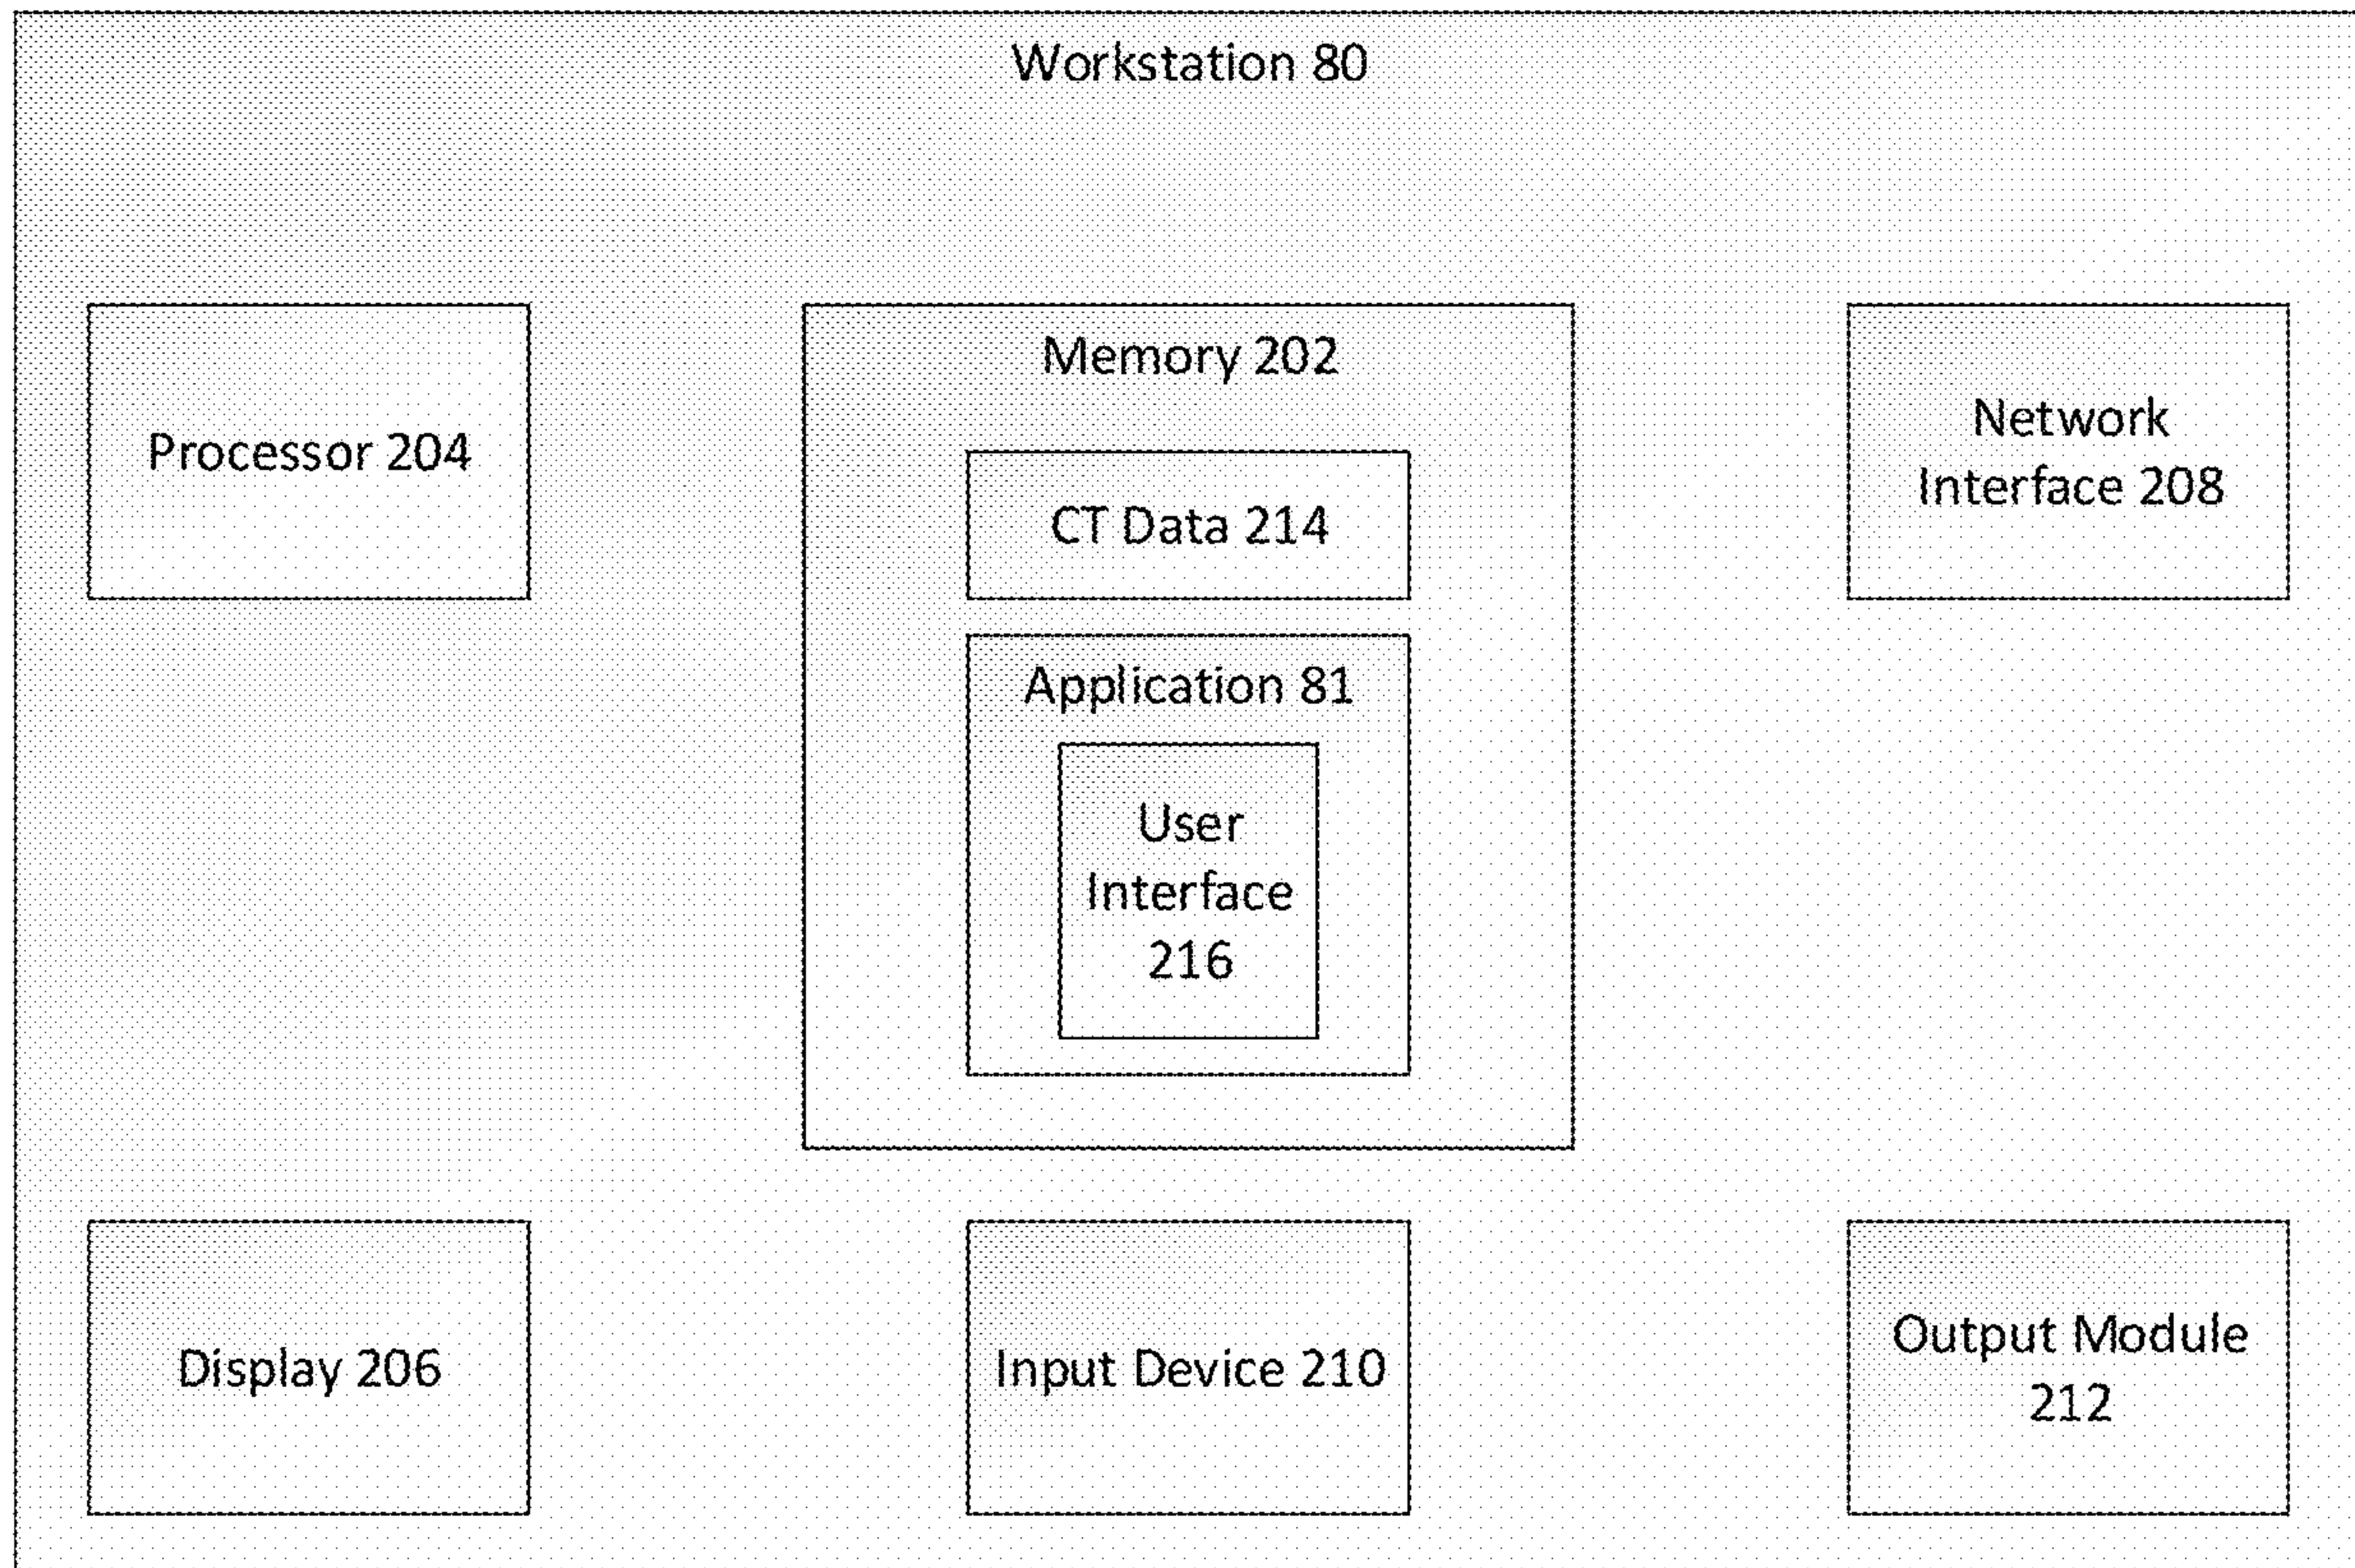 Workstation 80
Processor 204
Memory 202
CT Data 214
Application 81
User
Interface
216
Network
Interface 208
Display 206
Input Device 210
Output Module
212